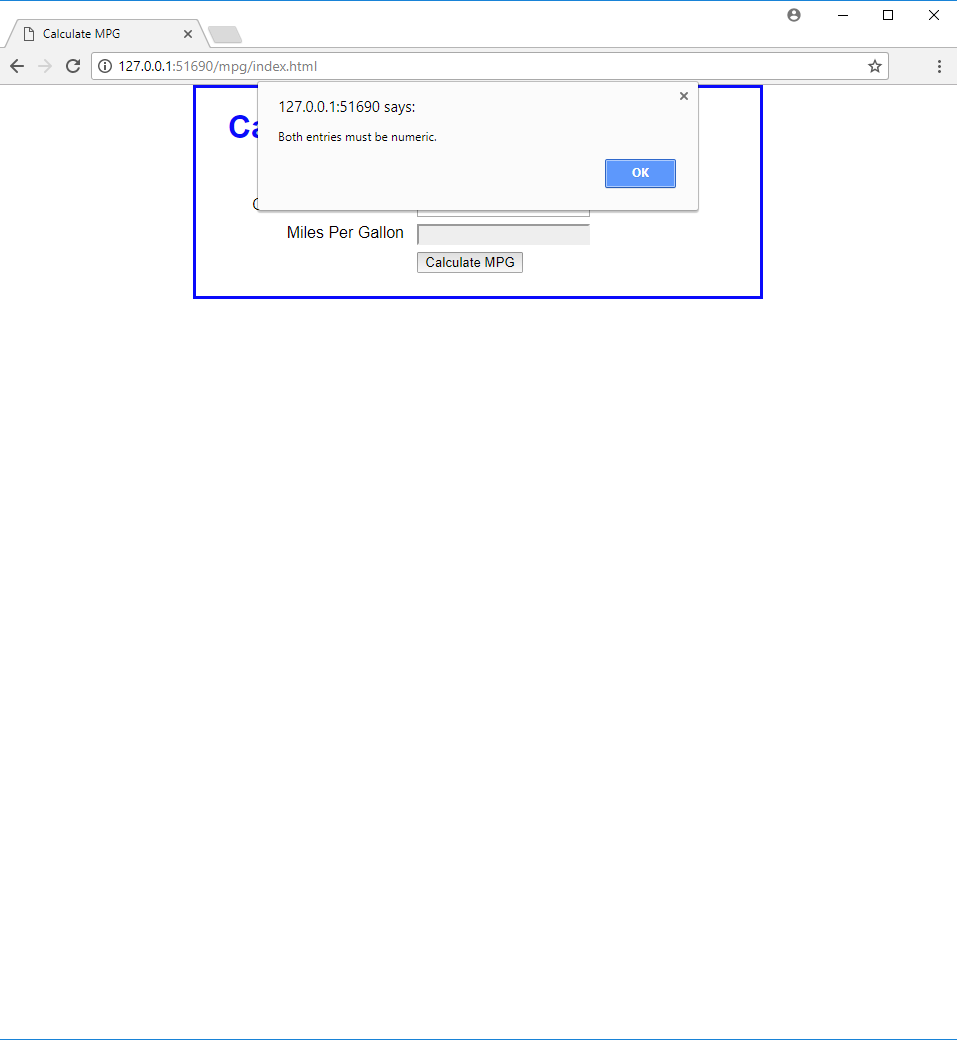 Calculate MPG
127.0.0.1:51690/mpg/index.html
127.0.0.1:51690 says:
Both entries must be numeric.
OK
Miles Per Gallon
Calculate MPG